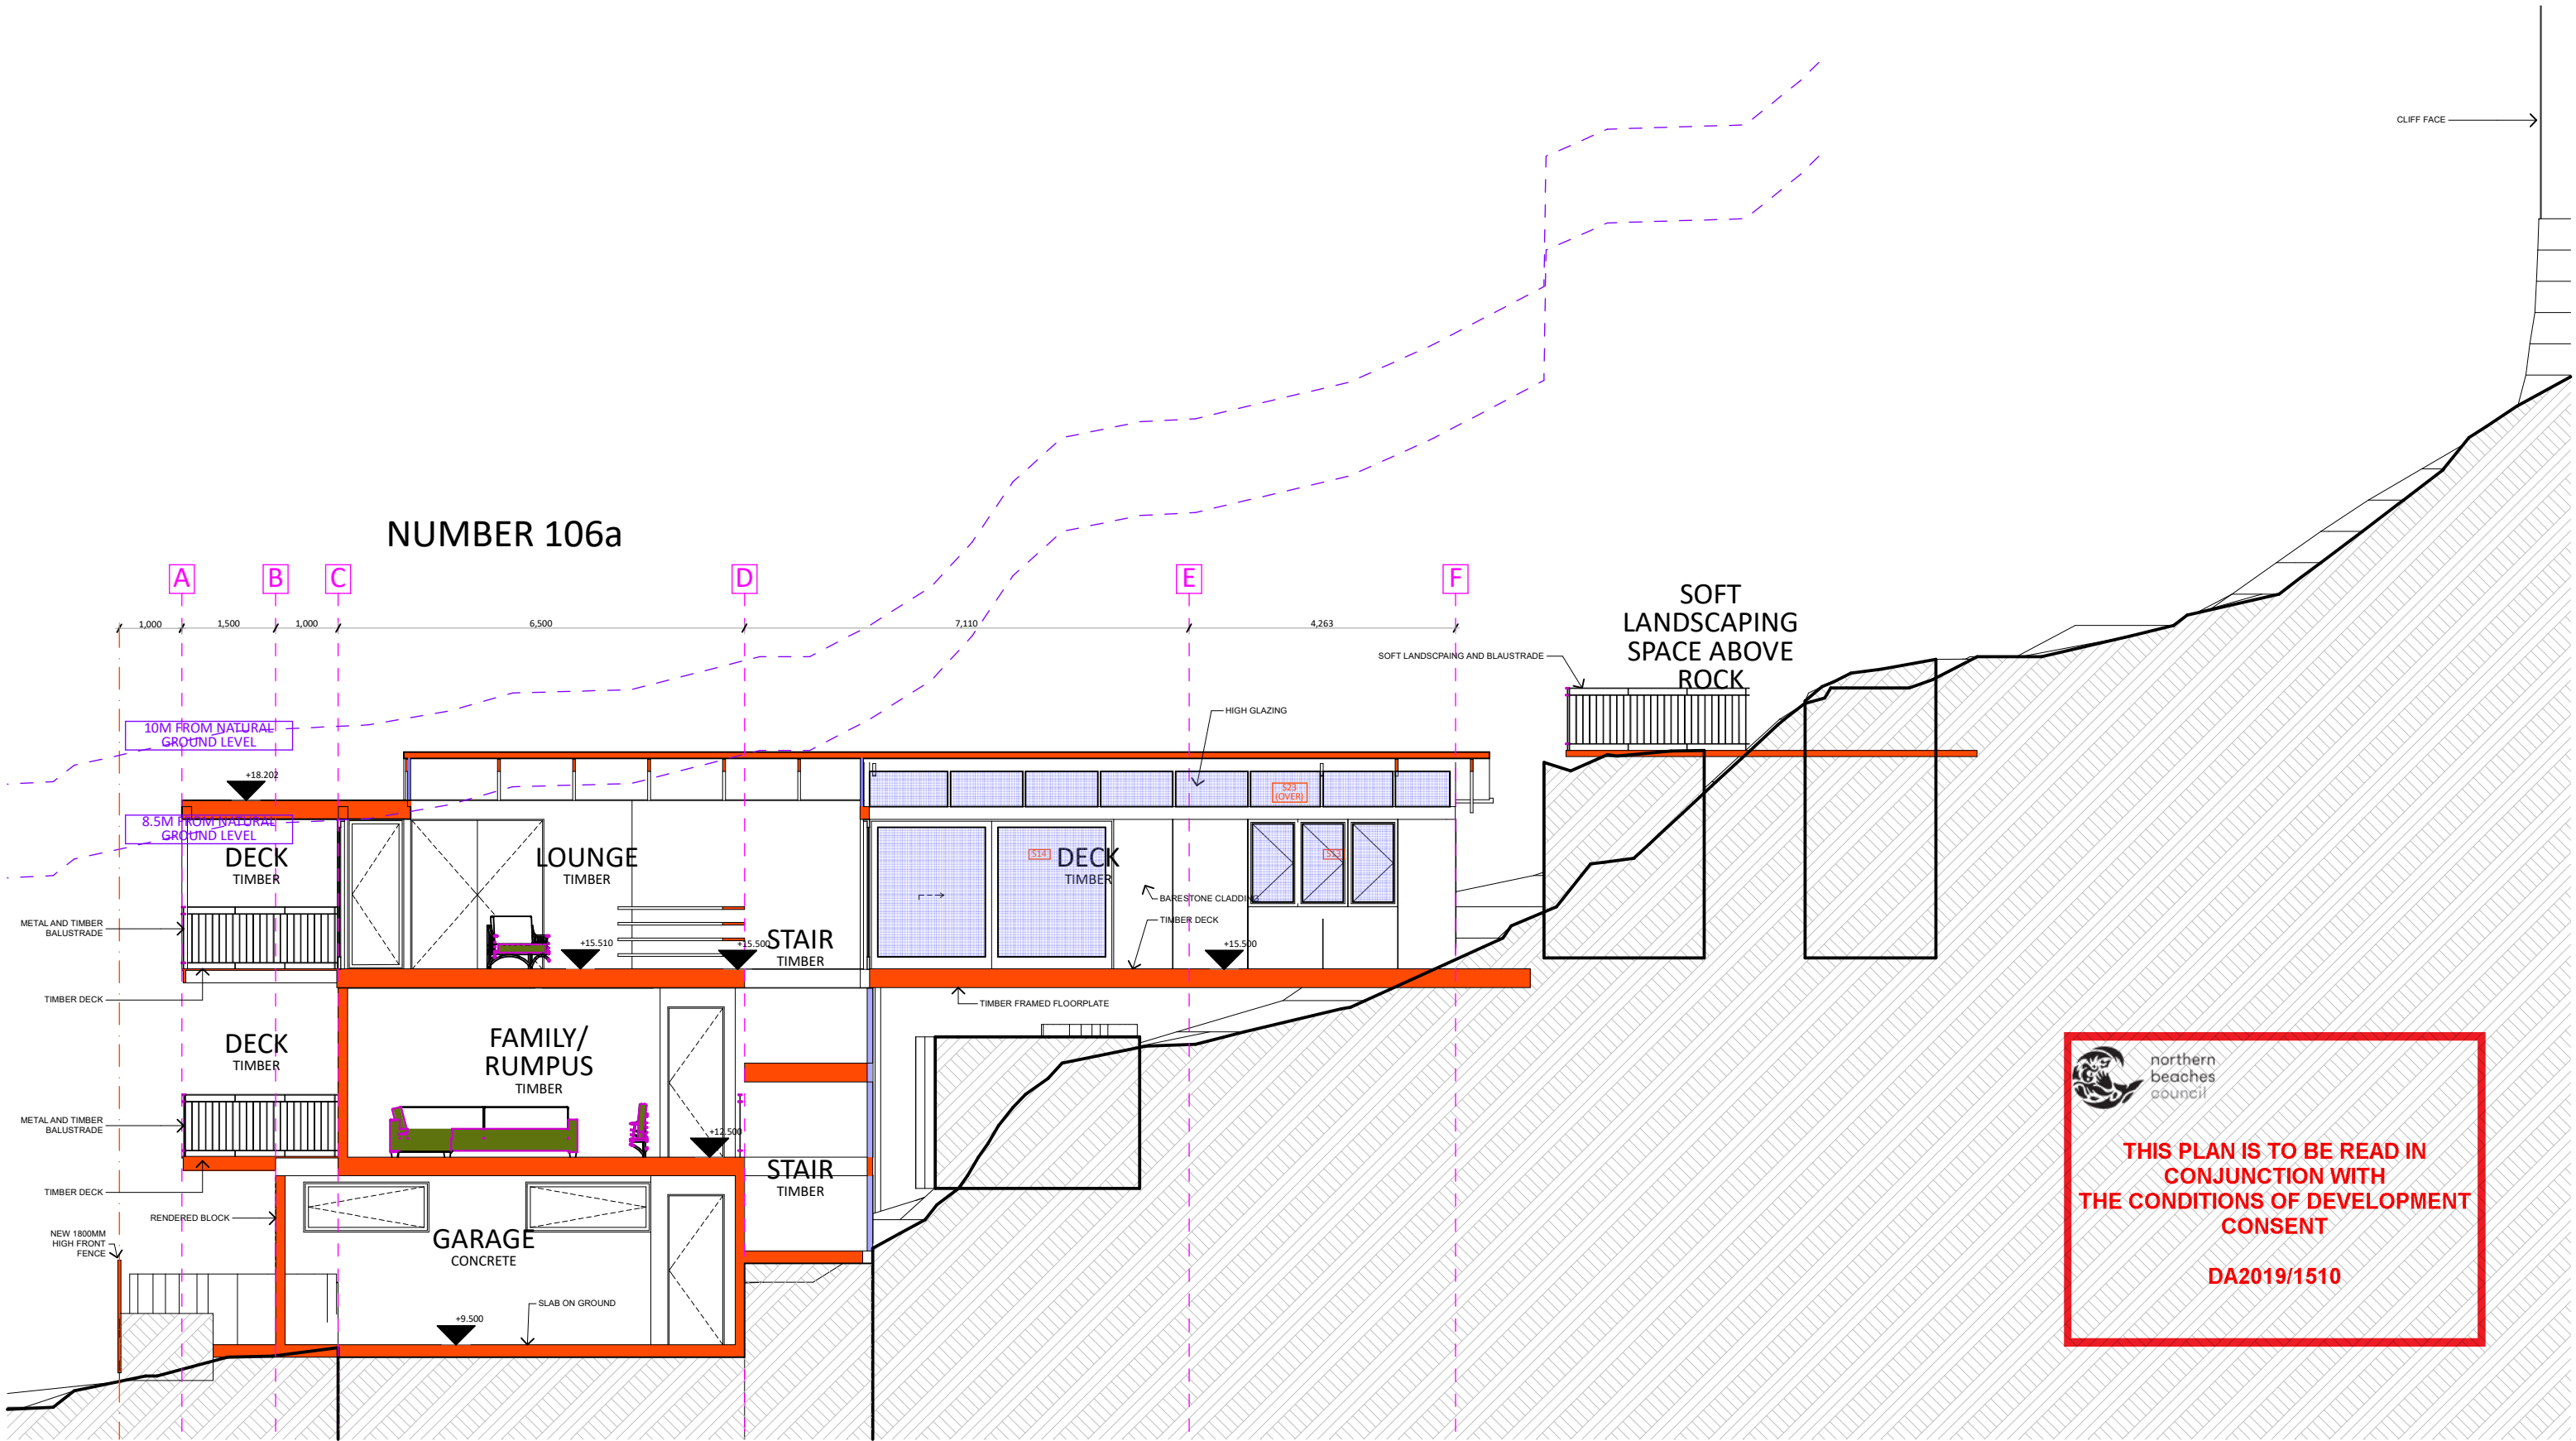 CLIFF FACE
NUMBER 106a
A
B
C
D
E
F
1,000
1,500
1,000
6,500
7,110
4,263
SOFT
LANDSCAPING
SPACE ABOVE
ROCK
SOFT LANDSCPAING AND BLAUSTRADE
HIGH GLAZING
10M FROM NATURAL
GROUND LEVEL
+18.202
S23
(OVER)
8.5M FROM NATURAL
GROUND LEVEL
DECK
TIMBER
LOUNGE
TIMBER
S14
DECK
TIMBER
S13
BARESTONE CLADDING
TIMBER DECK
METAL AND TIMBER
BALUSTRADE
+15.510
+15.500
STAIR
TIMBER
+15.500
TIMBER DECK
TIMBER FRAMED FLOORPLATE
DECK
TIMBER
FAMILY/
RUMPUS
TIMBER
METAL AND TIMBER
BALUSTRADE
+12.500
STAIR
TIMBER
TIMBER DECK
RENDERED BLOCK
NEW 1800MM
HIGH FRONT
FENCE
GARAGE
CONCRETE
SLAB ON GROUND
+9.500
northern
beaches
council
THIS PLAN IS TO BE READ IN
CONJUNCTION WITH
THE CONDITIONS OF DEVELOPMENT
CONSENT
DA2019/1510